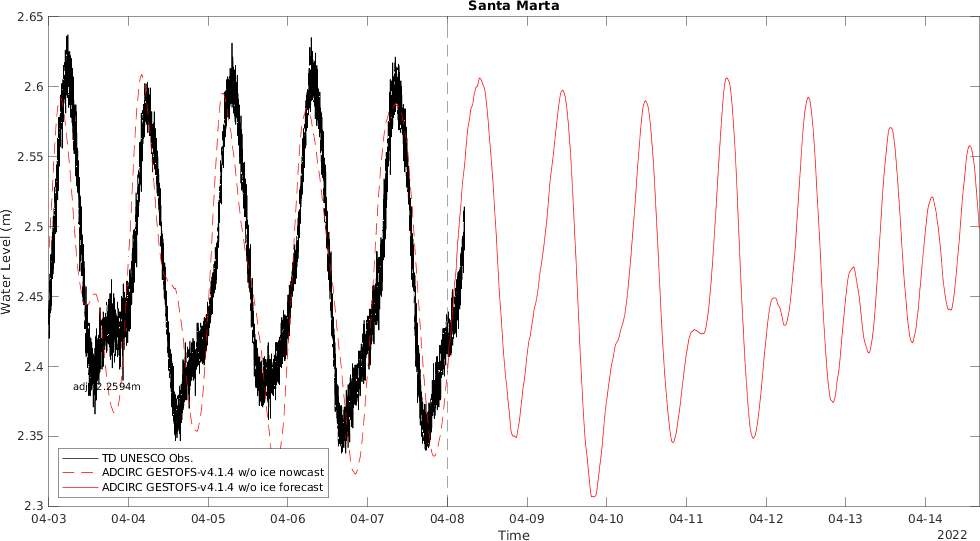 Santa Marta
2.65
2.6
2.55
2.5
2.45
2.4
2.35
2.3
Water Level (m)
TD UNESCO Obs.
ADCIRC GESTOFS-v4.1.4 w/o ice nowcast
ADCIRC GESTOFS-v4.1.4 w/o ice forecast
04-03 04-04 04-05 04-06 04-07 04-08 04-09 04-10 04-11 04-12 04-13 04-14
Time
2022